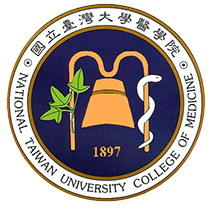 國立臺灣大學醫學院
• NATIONAL TAIWAN UNIVERSITY COLLEGE OF MEDICINE •
1897